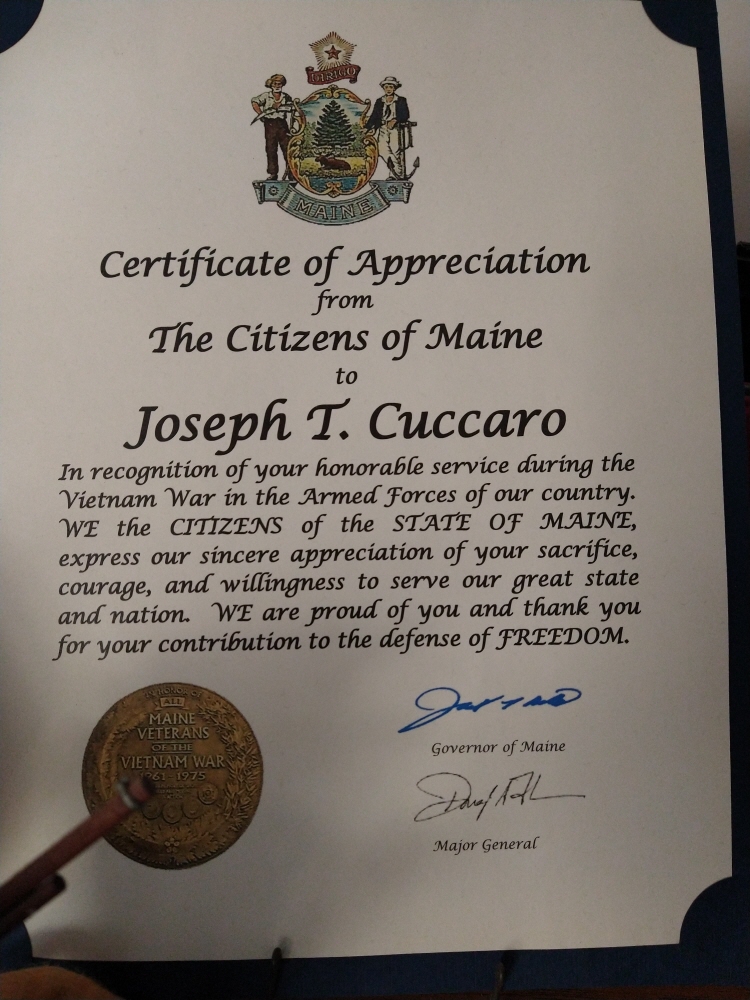 DIRIGO
MAINE
Certificate of Appreciation
from
The Citizens of Maine
to
Joseph T. Cuccaro
In recognition of your honorable service during the
Vietnam War in the Armed Forces of our country.
WE the CITIZENS of the STATE OF MAINE,
express our sincere appreciation of your sacrifice,
courage, and willingness to serve our great state
and nation. WE are proud of you and thank you
for your contribution to the defense of FREEDOM.
IN HONOR OF
ALL
MAINE
VETERANS
OF THE
VIETNAM WAR
1961-1975
Governor of Maine
Major General